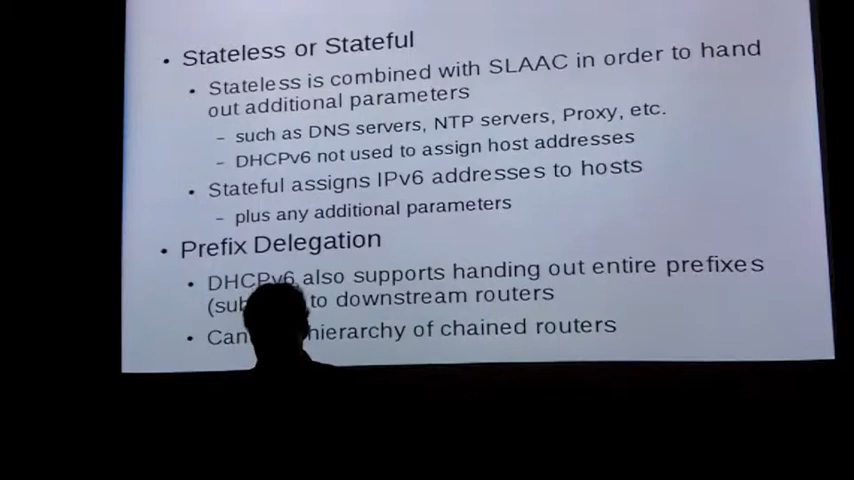 • Stateless or Stateful
• Stateless is combined with SLAAC in order to hand
out additional parameters
– such as DNS servers, NTP servers, Proxy, etc.
– DHCPv6 not used to assign host addresses
• Stateful assigns IPv6 addresses to hosts
– plus any additional parameters
• Prefix Delegation
• DHCPv6 also supports handing out entire prefixes
to downstream routers
• Can hierarchy of chained routers